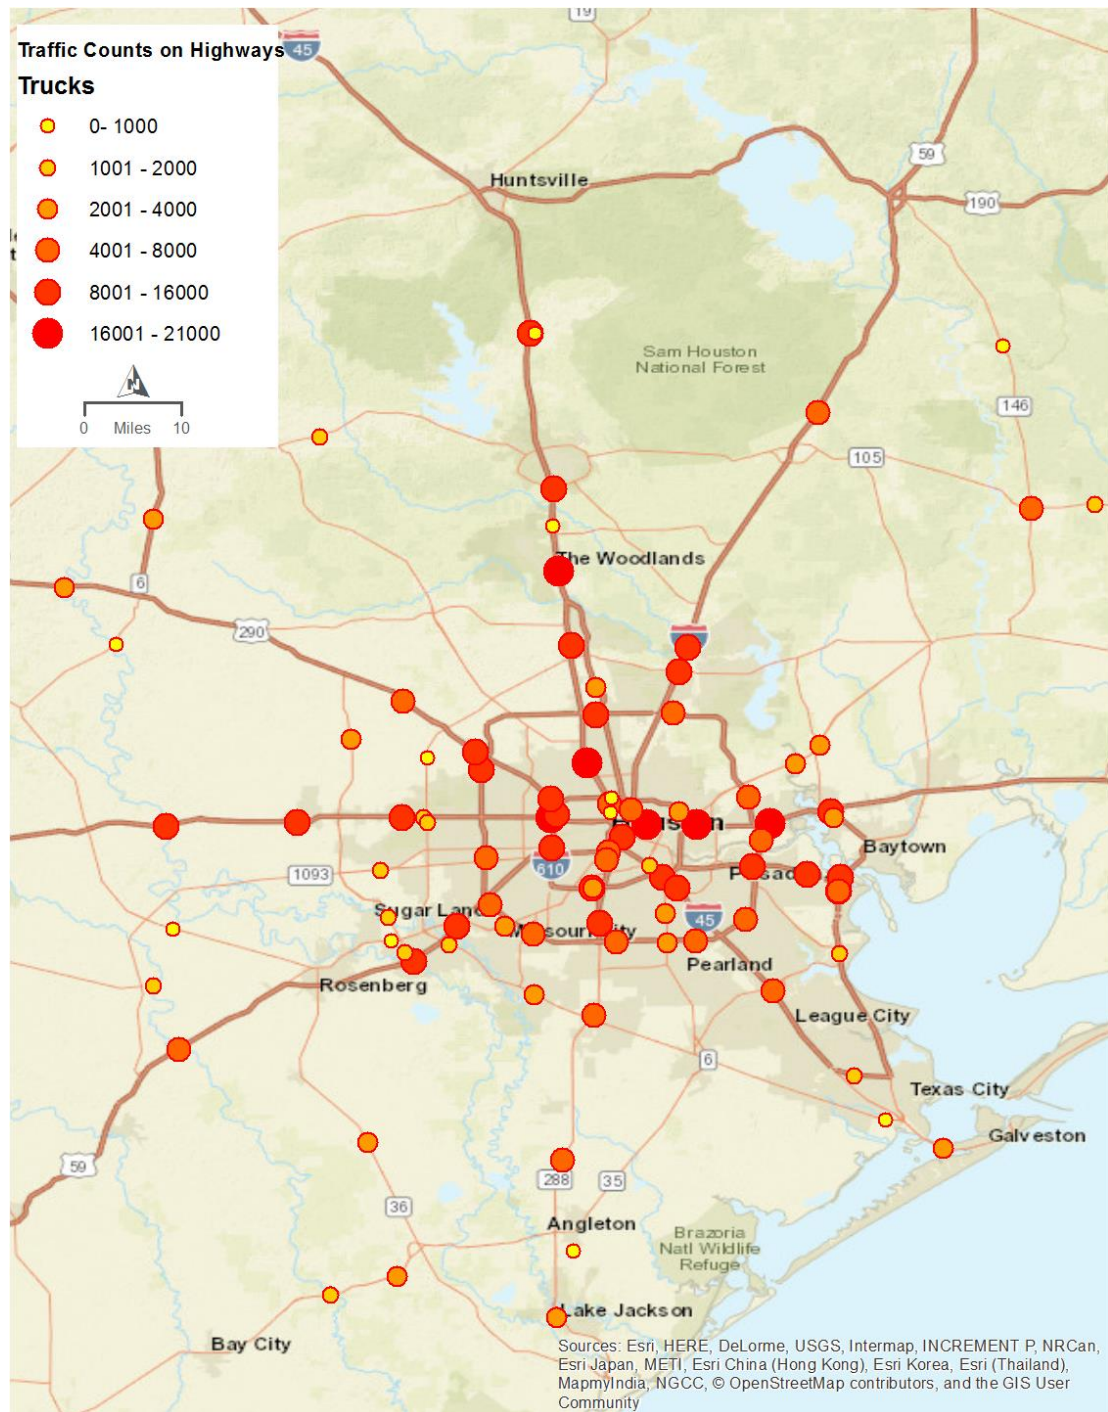 19
45
Traffic Counts on Highways
Trucks
0- 1000
1001 - 2000
2001 - 4000
4001 - 8000
8001 - 16000
16001 - 21000
N
0 Miles 10
59
Huntsville
190
Sam Houston
National Forest
146
105
The Woodlands
6
290
Baytown
610
1093
Sugar Land
45
Missouri City
Pearland
Rosenberg
League City
6
Texas City
Galveston
59
288
35
36
Angleton
Brazoria
Natl Wildlife
Refuge
Lake Jackson
Bay City
Sources: Esri, HERE, DeLorme, USGS, Intermap, INCREMENT P, NRCan,
Esri Japan, METI, Esri China (Hong Kong), Esri Korea, Esri (Thailand),
MapmyIndia, NGCC, © OpenStreetMap contributors, and the GIS User
Community